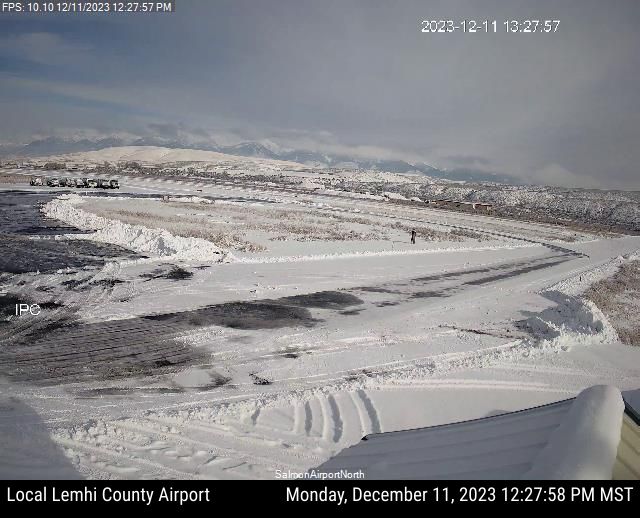 FPS: 10.10 12/11/2023 12:27:57 PM
2023-12-11 13:27:57
IPC
SalmonAirportNorth
Local Lemhi County Airport Monday, December 11, 2023 12:27:58 PM MST